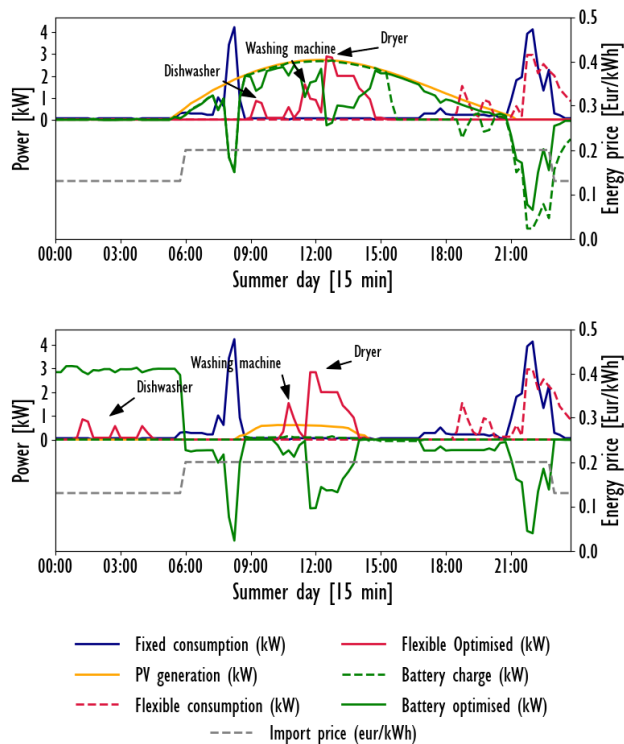 4
3
2
1
0
Power [kW]
0.5
0.4
0.3
0.2
0.1
0.0
Energy price [Eur/kWh]
Dishwasher
Washing machine
Dryer
00:00 03:00 06:00 09:00 12:00 15:00 18:00 21:00
Summer day [15 min]
4
3
2
1
0
Power [kW]
0.5
0.4
0.3
0.2
0.1
0.0
Energy price [Eur/kWh]
Dishwasher
Washing machine
Dryer
00:00 03:00 06:00 09:00 12:00 15:00 18:00 21:00
Summer day [15 min]
Fixed consumption (kW)
Flexible Optimised (kW)
PV generation (kW)
Battery charge (kW)
Flexible consumption (kW)
Battery optimised (kW)
Import price (eur/kWh)